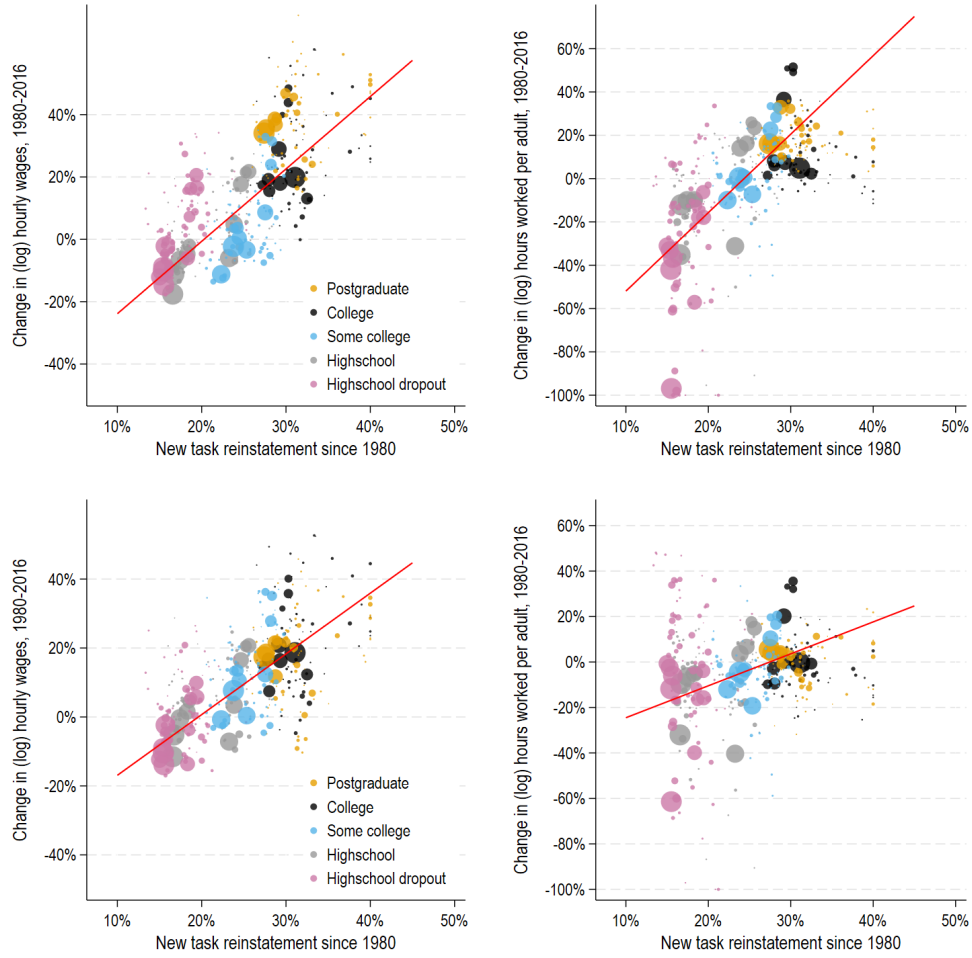 Change in (log) hourly wages, 1980-2016
40%
20%
0%
-20%
-40%
Postgraduate
College
Some college
Highschool
Highschool dropout
10%
20%
30%
40%
50%
New task reinstatement since 1980
Change in (log) hours worked per adult, 1980-2016
60%
40%
20%
0%
-20%
-40%
-60%
-80%
-100%
10%
20%
30%
40%
50%
New task reinstatement since 1980
Change in (log) hourly wages, 1980-2016
40%
20%
0%
-20%
-40%
Postgraduate
College
Some college
Highschool
Highschool dropout
10%
20%
30%
40%
50%
New task reinstatement since 1980
Change in (log) hours worked per adult, 1980-2016
60%
40%
20%
0%
-20%
-40%
-60%
-80%
-100%
10%
20%
30%
40%
50%
New task reinstatement since 1980